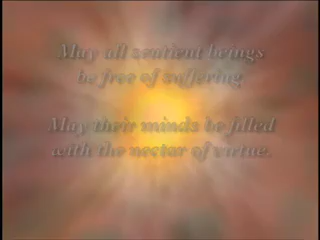 May all sentient beings
be free of suffering
May their minds be filled
with the nectar of virtue.